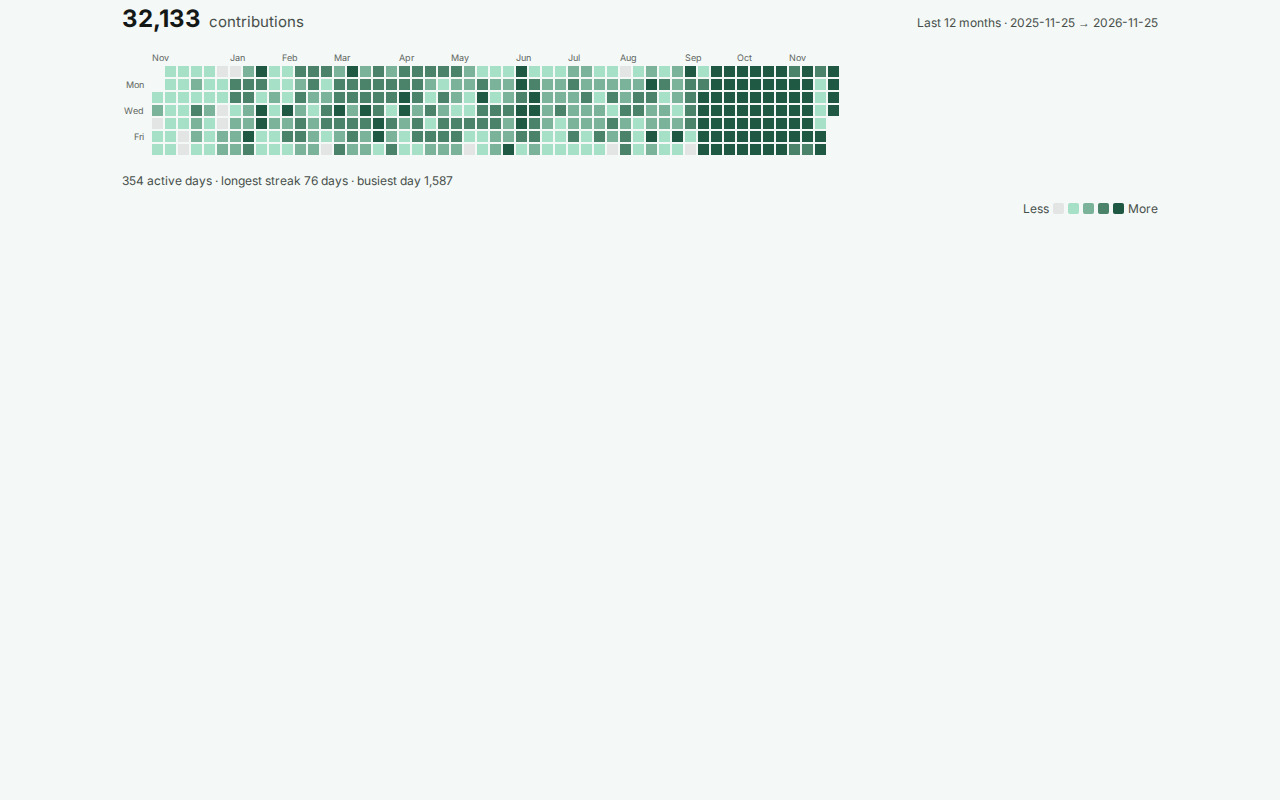 32,133 contributions
Last 12 months · 2025-11-25 → 2026-11-25
Nov Jan Feb Mar Apr May Jun Jul Aug Sep Oct Nov
Mon
Wed
Fri
354 active days · longest streak 76 days · busiest day 1,587
Less More